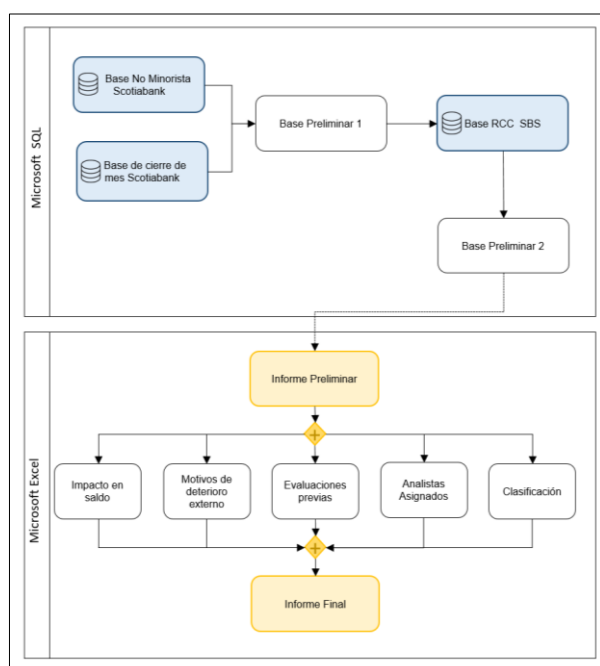 Microsoft SQL
Base No Minorista
Scotiabank
Base de cierre de
mes Scotiabank
Base Preliminar 1
Base RCC SBS
Base Preliminar 2
Microsoft Excel
Informe Preliminar
Impacto en
saldo
Motivos de
deterioro
externo
Evaluaciones
previas
Analistas
Asignados
Clasificación
Informe Final